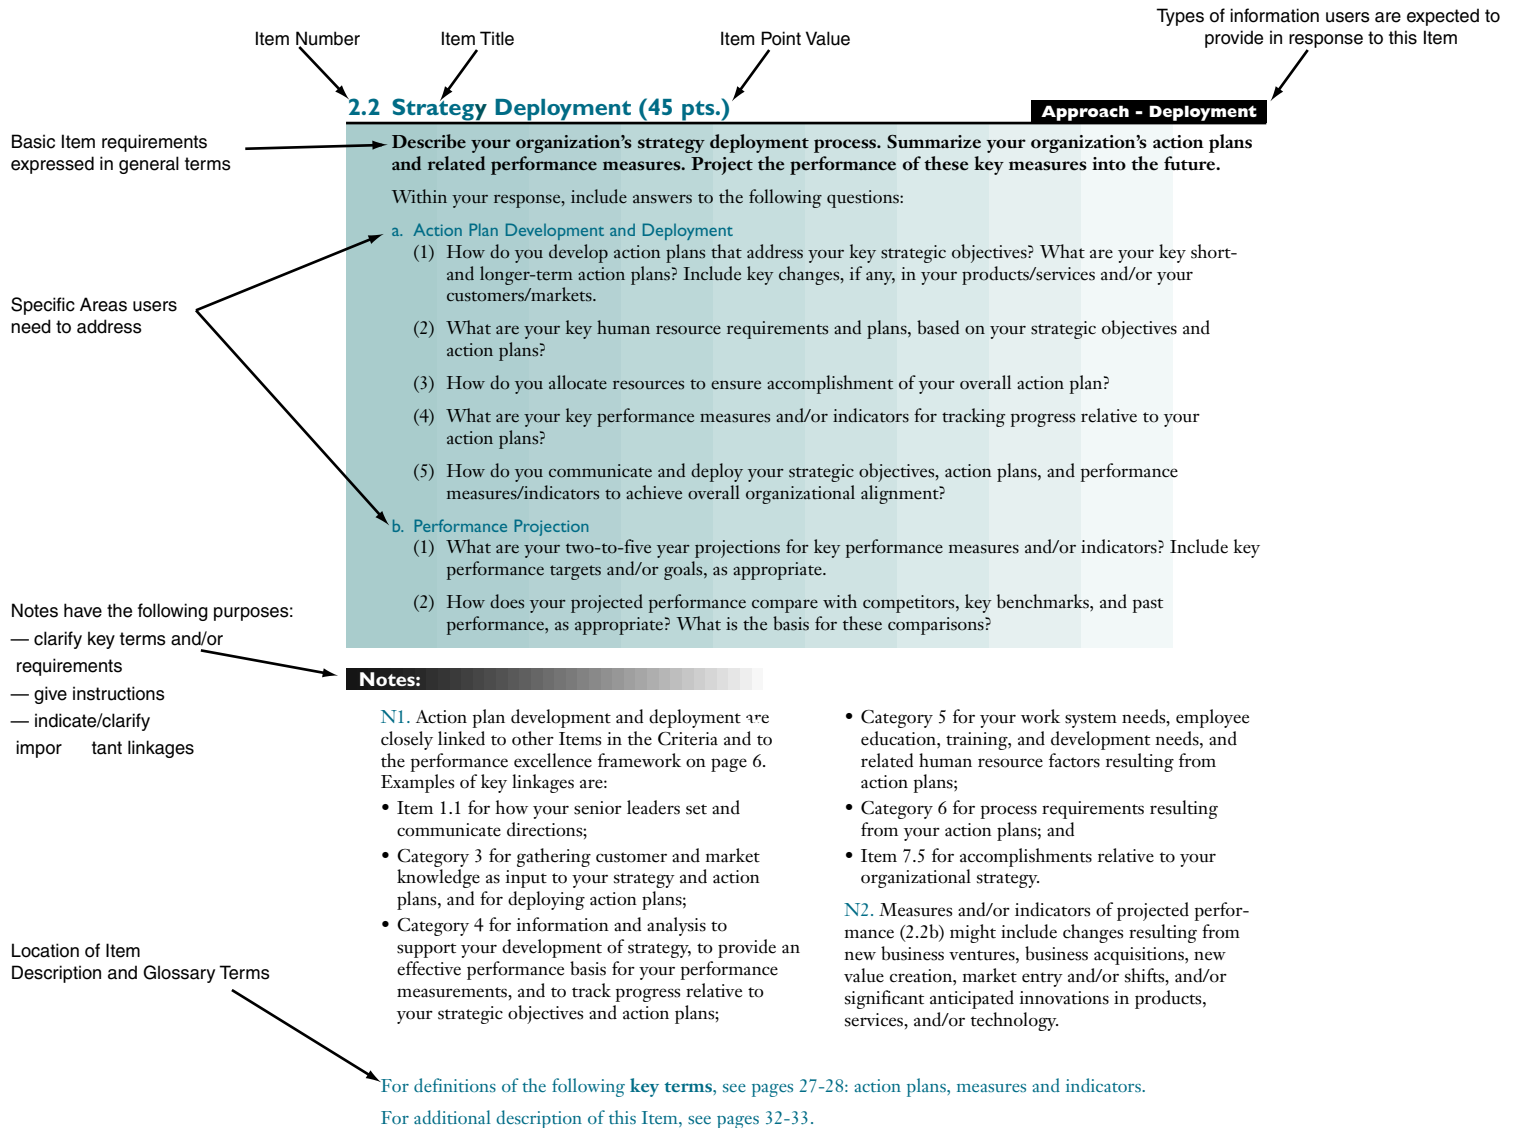 Types of information users are expected to
provide in response to this Item
Item Number
Item Title
Item Point Value
2.2 Strategy Deployment (45 pts.)
Approach - Deployment
Basic Item requirements
expressed in general terms
Describe your organization’s strategy deployment process. Summarize your organization’s action plans
and related performance measures. Project the performance of these key measures into the future.
Within your response, include answers to the following questions:
a. Action Plan Development and Deployment
(1) How do you develop action plans that address your key strategic objectives? What are your key short-
and longer-term action plans? Include key changes, if any, in your products/services and/or your
customers/markets.
Specific Areas users
need to address
(2) What are your key human resource requirements and plans, based on your strategic objectives and
action plans?
(3) How do you allocate resources to ensure accomplishment of your overall action plan?
(4) What are your key performance measures and/or indicators for tracking progress relative to your
action plans?
(5) How do you communicate and deploy your strategic objectives, action plans, and performance
measures/indicators to achieve overall organizational alignment?
b. Performance Projection
(1) What are your two-to-five year projections for key performance measures and/or indicators? Include key
performance targets and/or goals, as appropriate.
(2) How does your projected performance compare with competitors, key benchmarks, and past
performance, as appropriate? What is the basis for these comparisons?
Notes have the following purposes:
— clarify key terms and/or
requirements
— give instructions
— indicate/clarify
impor tant linkages
Notes:
N1. Action plan development and deployment are
closely linked to other Items in the Criteria and to
the performance excellence framework on page 6.
Examples of key linkages are:
• Item 1.1 for how your senior leaders set and
communicate directions;
• Category 3 for gathering customer and market
knowledge as input to your strategy and action
plans, and for deploying action plans;
• Category 4 for information and analysis to
support your development of strategy, to provide an
effective performance basis for your performance
measurements, and to track progress relative to
your strategic objectives and action plans;
• Category 5 for your work system needs, employee
education, training, and development needs, and
related human resource factors resulting from
action plans;
• Category 6 for process requirements resulting
from your action plans; and
• Item 7.5 for accomplishments relative to your
organizational strategy.
N2. Measures and/or indicators of projected perfor-
mance (2.2b) might include changes resulting from
new business ventures, business acquisitions, new
value creation, market entry and/or shifts, and/or
significant anticipated innovations in products,
services, and/or technology.
Location of Item
Description and Glossary Terms
For definitions of the following key terms, see pages 27-28: action plans, measures and indicators.
For additional description of this Item, see pages 32-33.